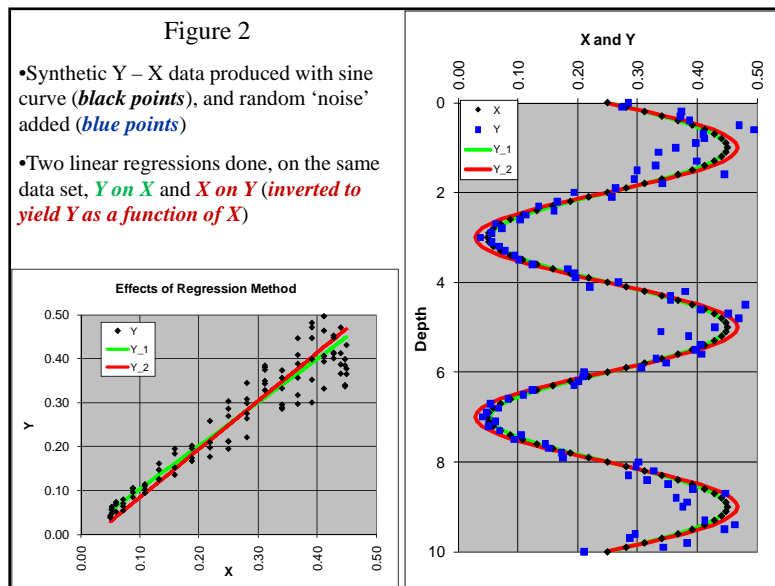 Figure 2
•Synthetic Y – X data produced with sine
curve (black points), and random ‘noise’
added (blue points)
•Two linear regressions done, on the same
data set, Y on X and X on Y (inverted to
yield Y as a function of X)
Effects of Regression Method
Y
Y_1
Y_2
0.50
0.40
0.30
0.20
0.10
0.00
Y
0.00
0.10
0.20
0.30
0.40
0.50
X
X and Y
0.00
0.10
0.20
0.30
0.40
0.50
X
Y
Y_1
Y_2
0
2
4
6
8
10
Depth